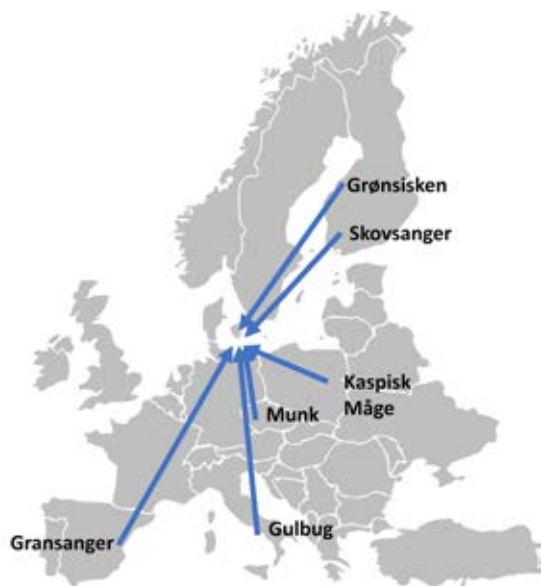 Grønsisken
Skovsanger
Kaspisk
Måge
Munk
Gulbug
Gransanger